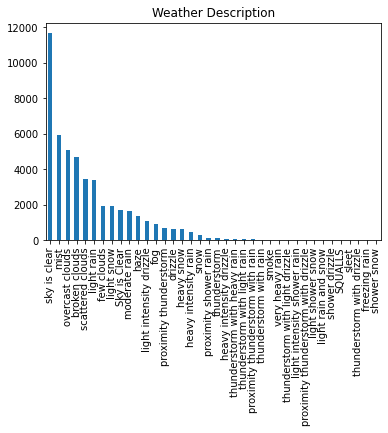 Weather Description
12000
10000
8000
6000
4000
2000
0
sky is clear
mist
overcast clouds
broken clouds
scattered clouds
light rain
few clouds
light snow
Sky is Clear
moderate rain
haze
light intensity drizzle
fog
proximity thunderstorm
drizzle
heavy snow
heavy intensity rain
snow
proximity shower rain
thunderstorm
heavy intensity drizzle
thunderstorm with heavy rain
thunderstorm with light rain
proximity thunderstorm with rain
thunderstorm with rain
smoke
very heavy rain
thunderstorm with light drizzle
light intensity shower rain
proximity thunderstorm with drizzle
light shower snow
light rain and snow
shower drizzle
SQUALLS
sleet
thunderstorm with drizzle
freezing rain
shower snow